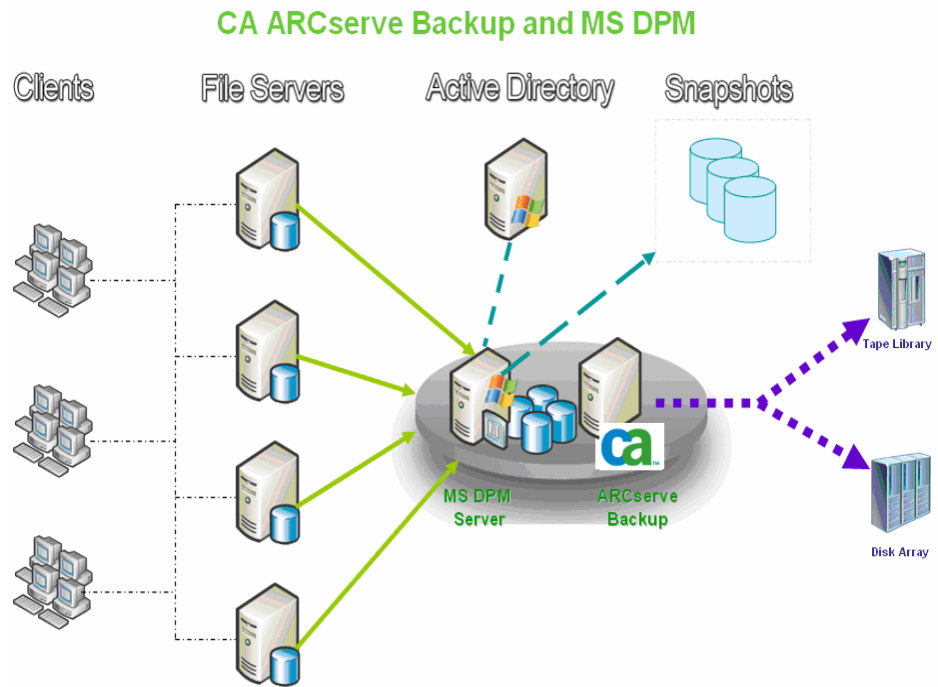 CA ARCserve Backup and MS DPM
Clients
File Servers
Active Directory
Snapshots
Tape Library
ca™
MS DPM
Server
ARCserve
Backup
Disk Array